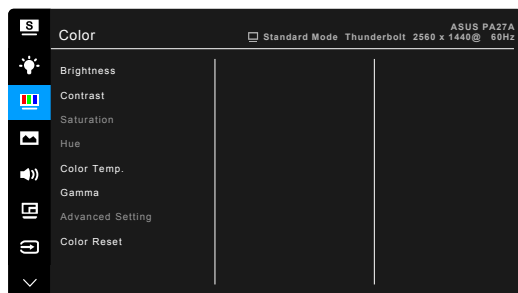 S
Color
ASUS PA27A
Standard Mode Thunderbolt 2560 x 1440@ 60Hz
Brightness
Contrast
Saturation
Hue
Color Temp.
Gamma
Advanced Setting
Color Reset